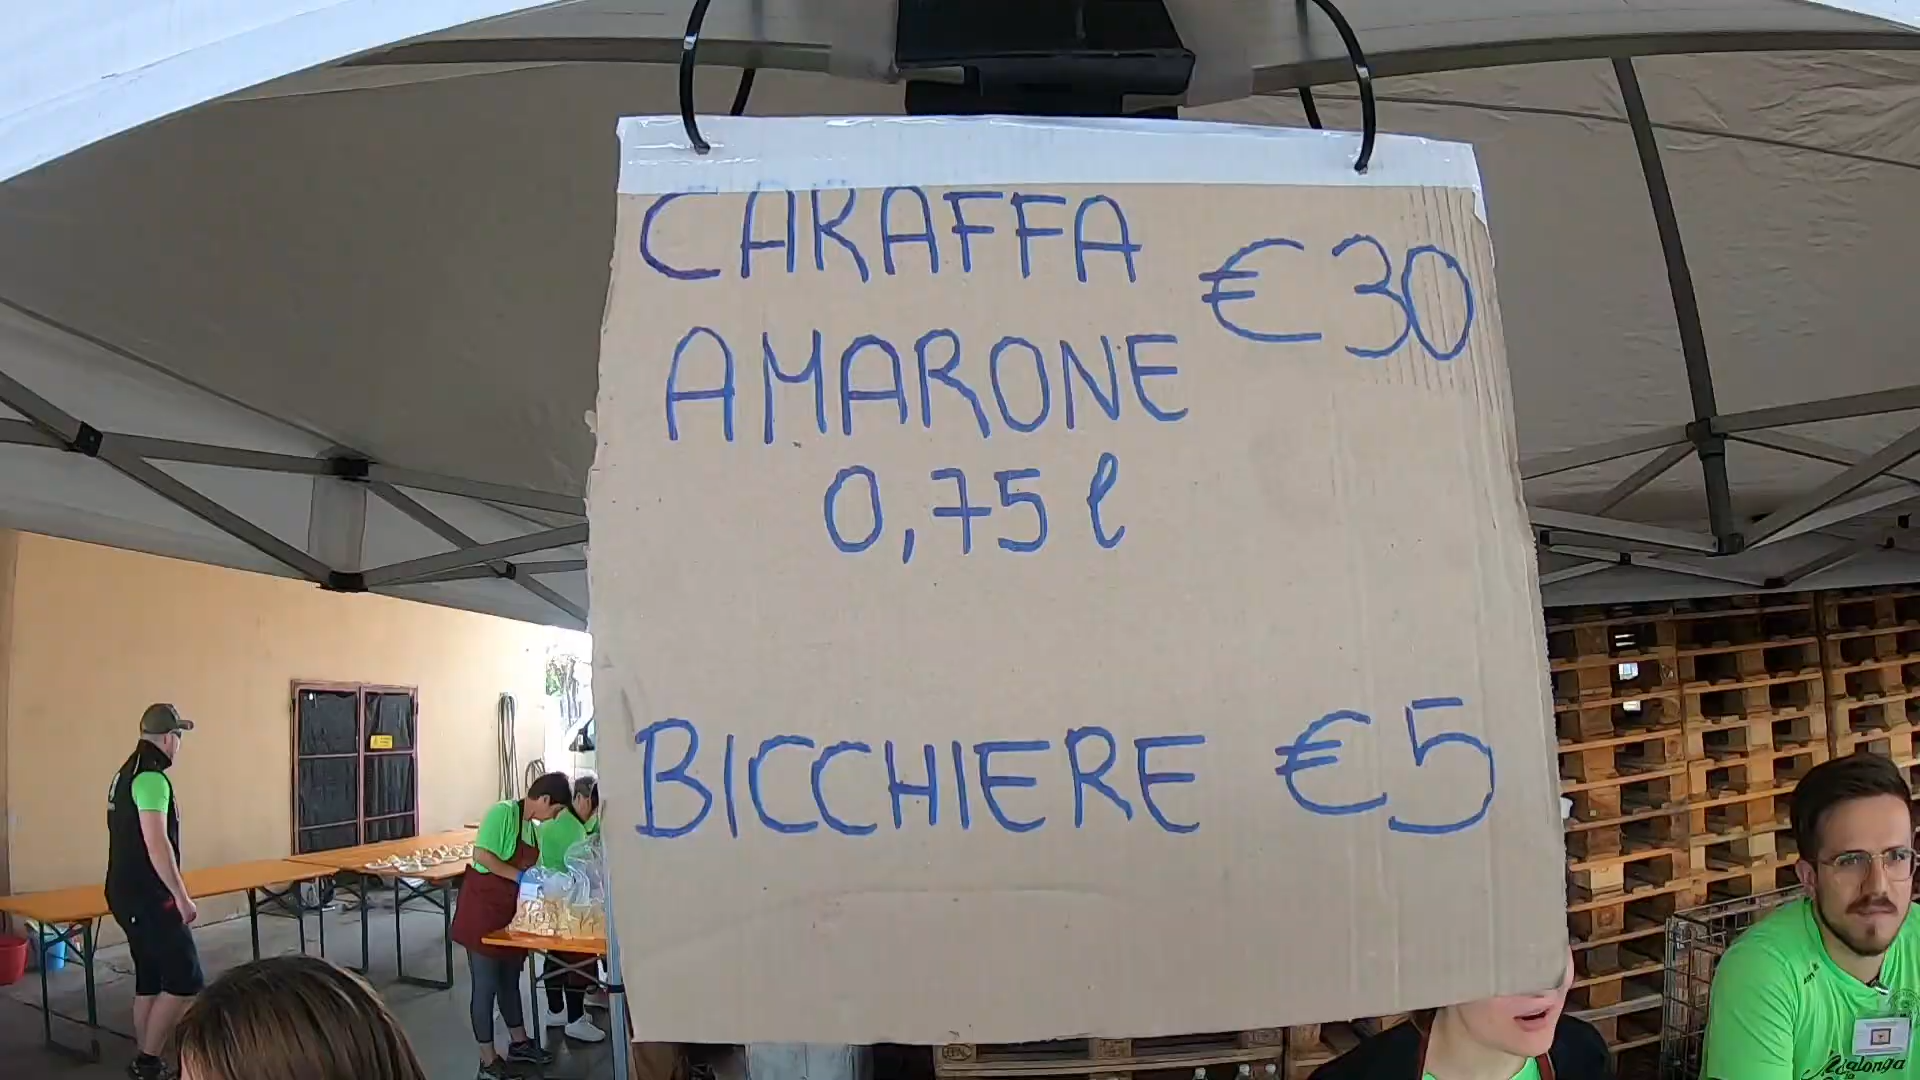 CARAFFA
€30
AMARONE
0,75 l
BICCHIERE €5